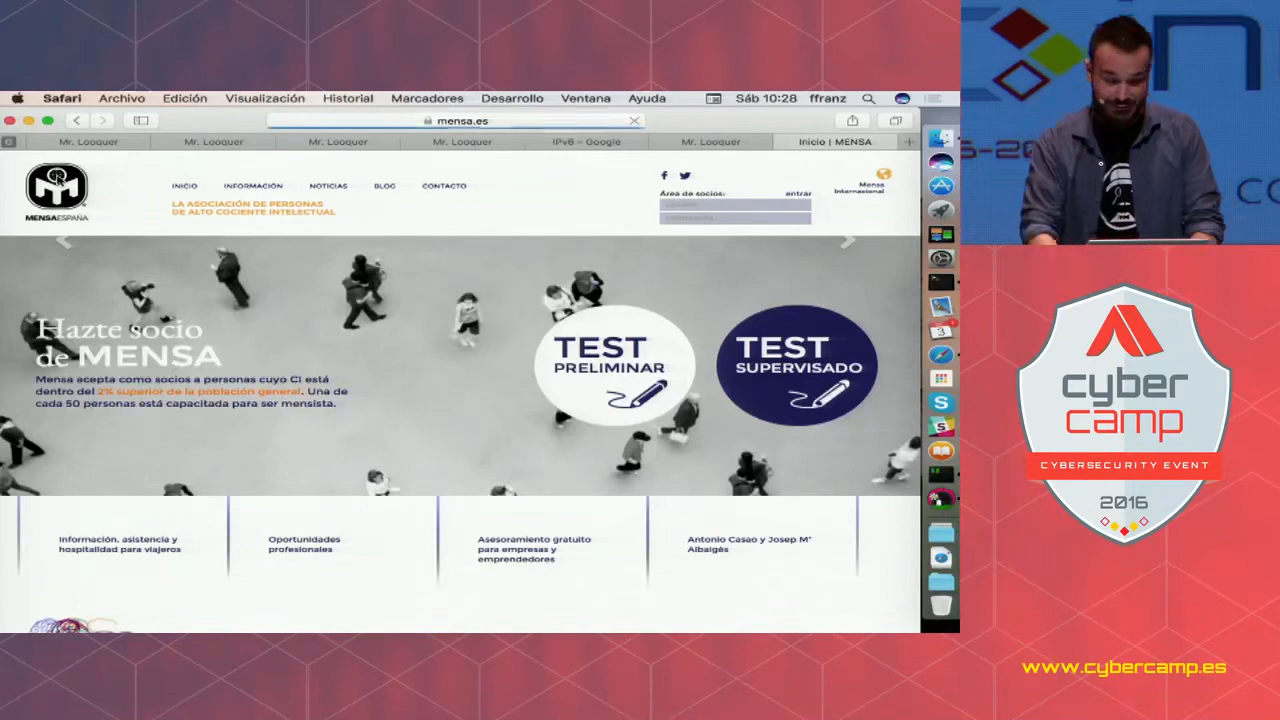 Safari Archivo Edición Visualización Historial Marcadores Desarrollo Ventana Ayuda Sáb 10:28 ffranz
mensa.es
Mr. Looquer Mr. Looquer Mr. Looquer Mr. Looquer IPv6 – Google Mr. Looquer Inicio | MENSA
MENSAESPAÑA
INICIO INFORMACIÓN NOTICIAS BLOG CONTACTO
LA ASOCIACIÓN DE PERSONAS
DE ALTO COCIENTE INTELECTUAL
Área de socios: entrar
Mensa
Internacional
Hazte socio
de MENSA
Mensa acepta como socios a personas cuyo CI está
dentro del 2% superior de la población general. Una de
cada 50 personas está capacitada para ser mensista.
TEST
PRELIMINAR
TEST
SUPERVISADO
Información, asistencia y
hospitalidad para viajeros
Oportunidades
profesionales
Asesoramiento gratuito
para empresas y
emprendedores
Antonio Casao y Josep Mª
Albaigès
cyber
camp
CYBERSECURITY EVENT
2016
www.cybercamp.es